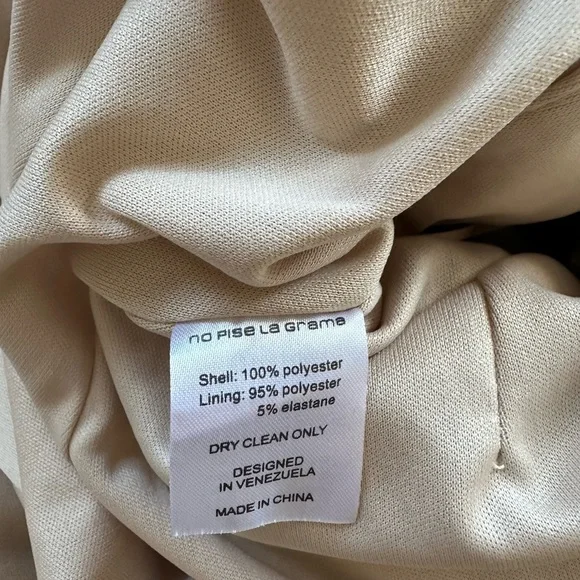 no Pise La Grama
Shell: 100% polyester
Lining: 95% polyester
5% elastane
DRY CLEAN ONLY
DESIGNED
IN VENEZUELA
MADE IN CHINA